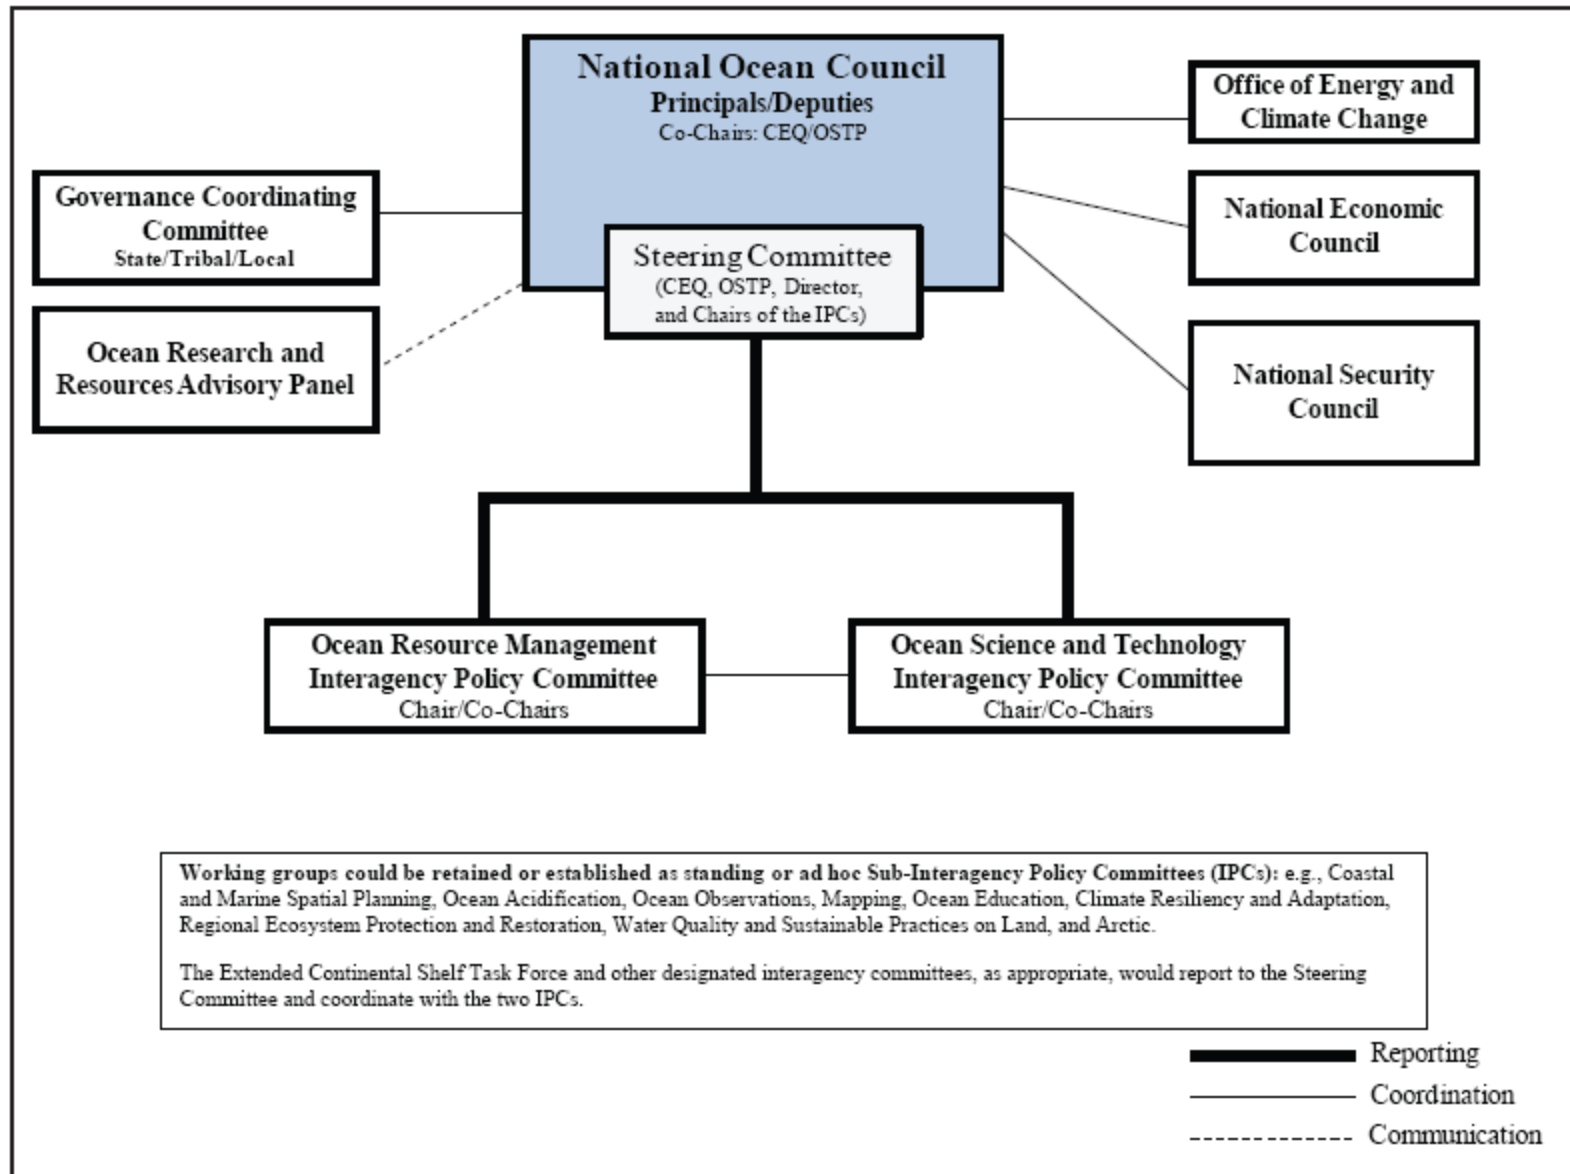 National Ocean Council
Principals/Deputies
Co-Chairs: CEQ/OSTP
Steering Committee
(CEQ, OSTP, Director,
and Chairs of the IPCs)
Governance Coordinating
Committee
State/Tribal/Local
Ocean Research and
Resources Advisory Panel
Office of Energy and
Climate Change
National Economic
Council
National Security
Council
Ocean Resource Management
Interagency Policy Committee
Chair/Co-Chairs
Ocean Science and Technology
Interagency Policy Committee
Chair/Co-Chairs
Working groups could be retained or established as standing or ad hoc Sub-Interagency Policy Committees (IPCs): e.g., Coastal
and Marine Spatial Planning, Ocean Acidification, Ocean Observations, Mapping, Ocean Education, Climate Resiliency and Adaptation,
Regional Ecosystem Protection and Restoration, Water Quality and Sustainable Practices on Land, and Arctic.
The Extended Continental Shelf Task Force and other designated interagency committees, as appropriate, would report to the Steering
Committee and coordinate with the two IPCs.
Reporting
Coordination
Communication